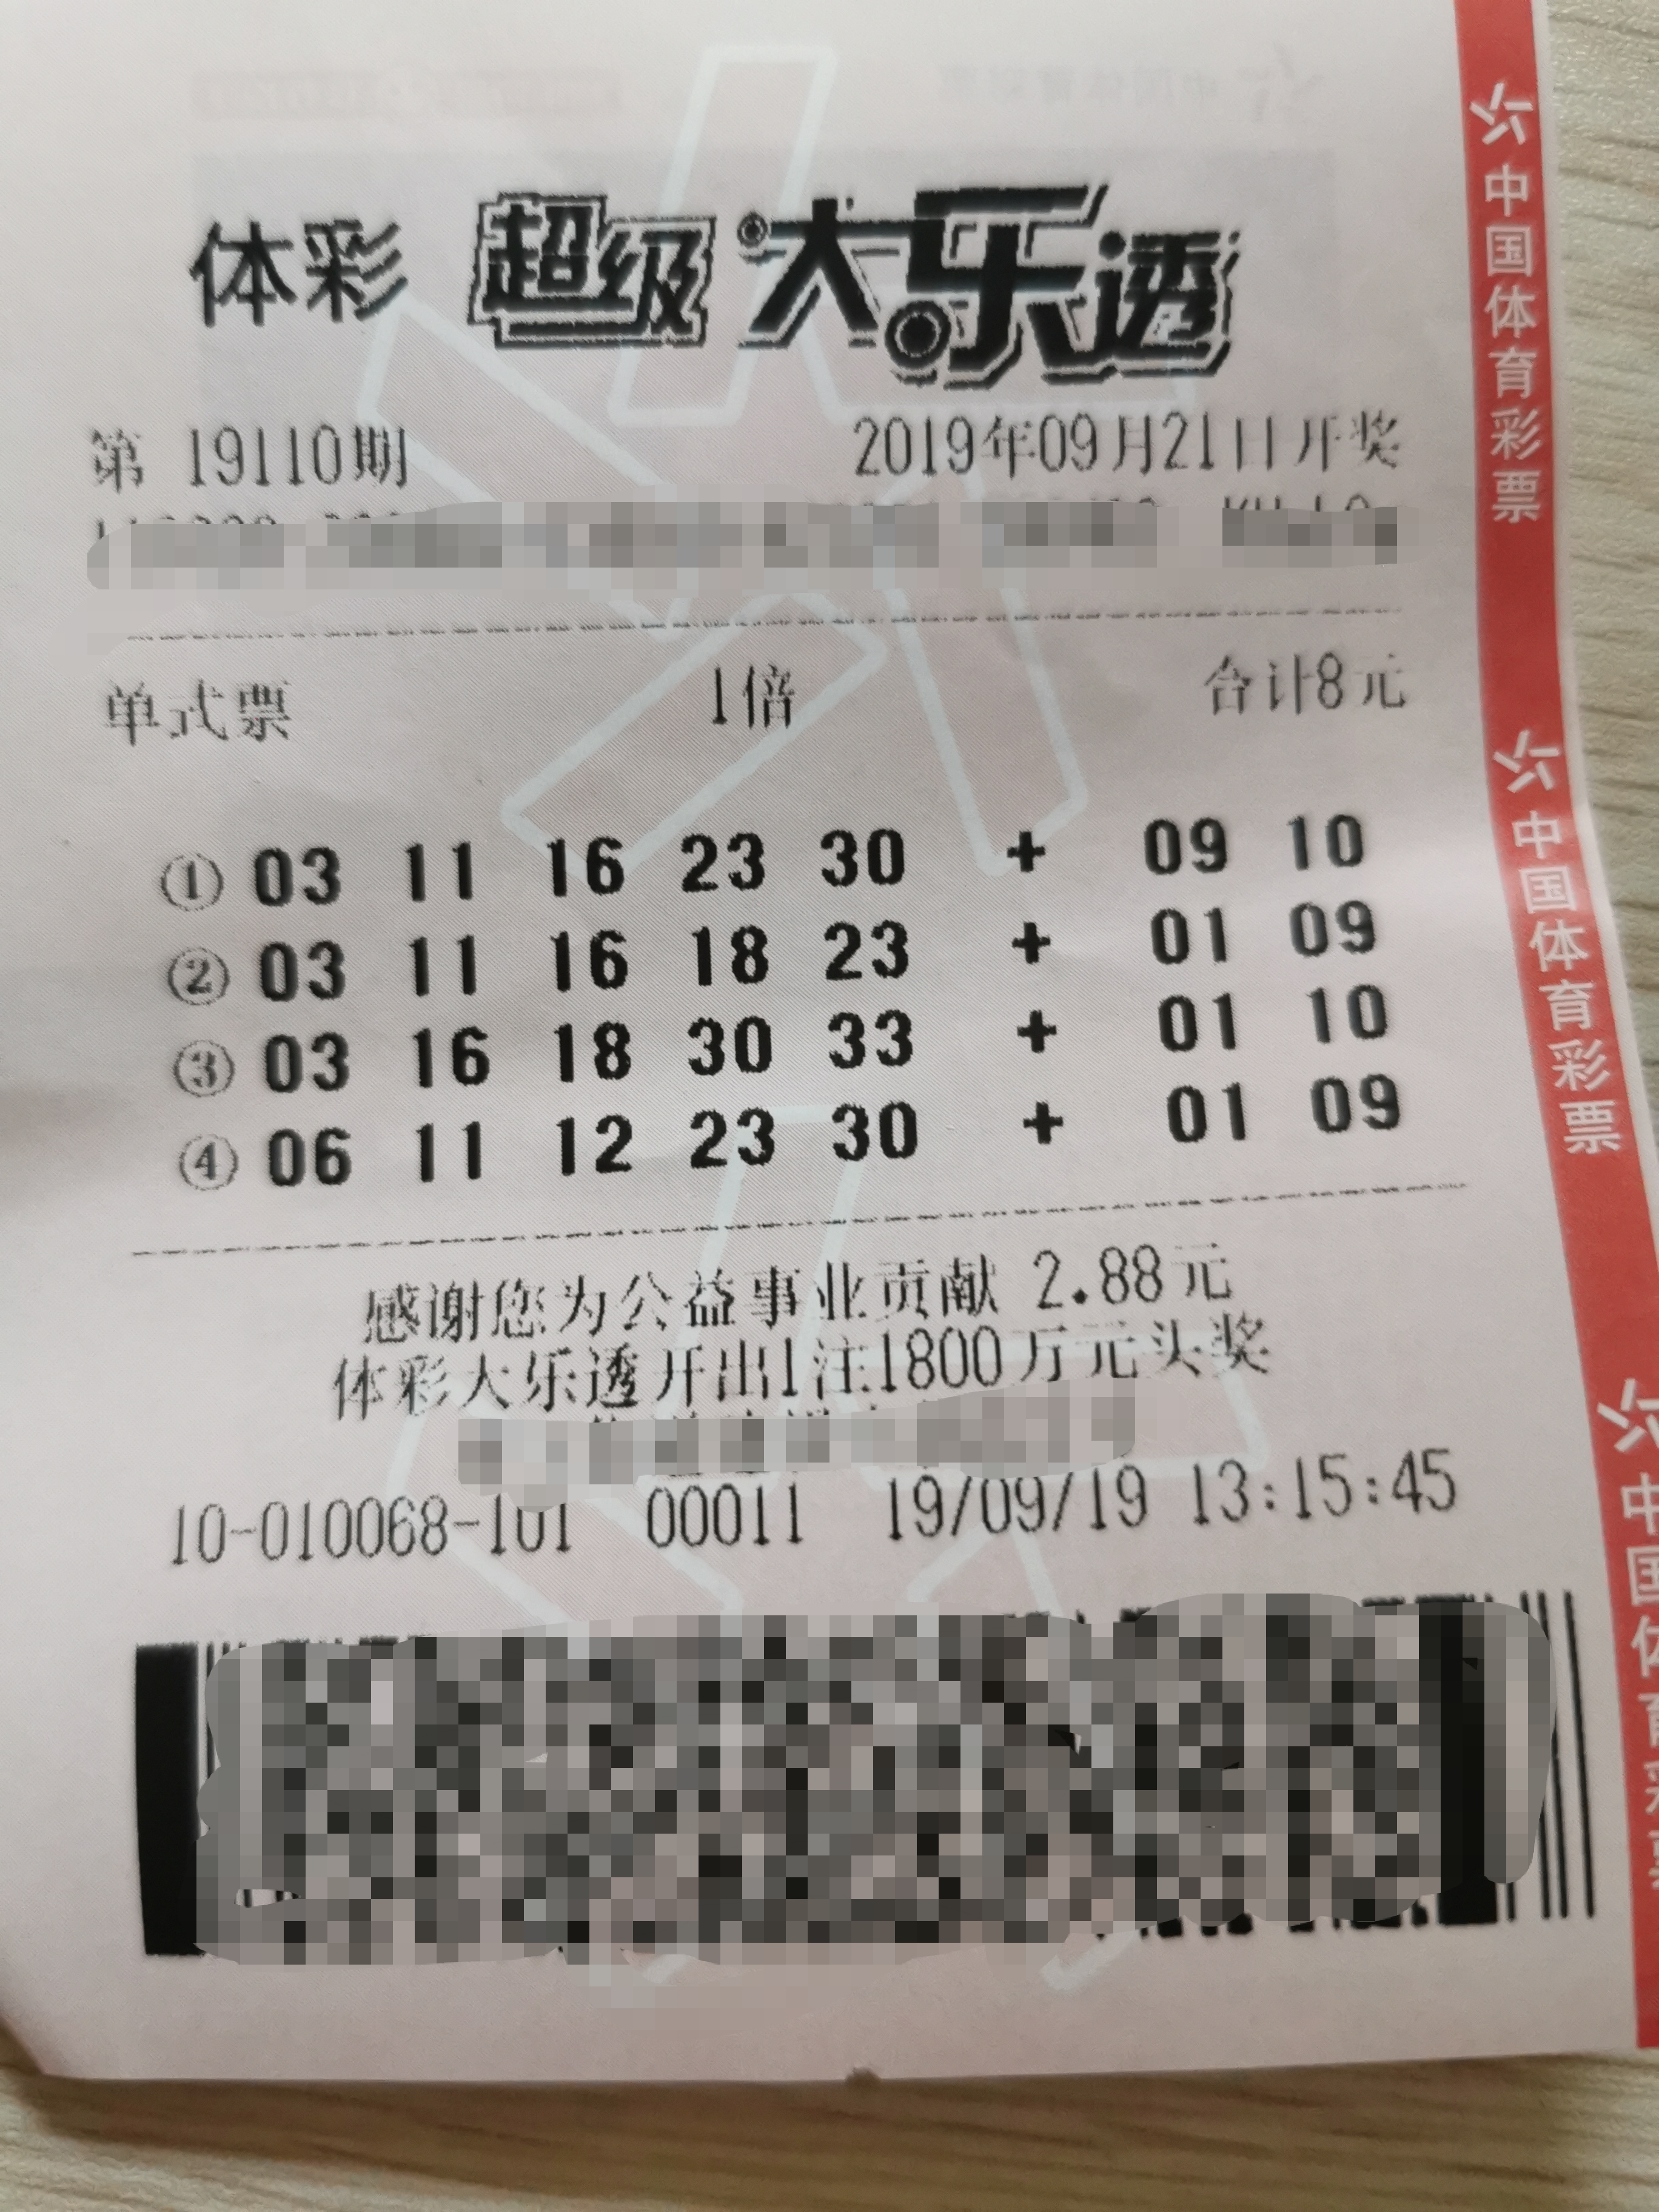 体彩 超级大乐透
第 19110期 2019年09月21日开奖
单式票 1倍 合计8元
① 03 11 16 23 30 + 09 10
② 03 11 16 18 23 + 01 09
③ 03 16 18 30 33 + 01 10
④ 06 11 12 23 30 + 01 09
感谢您为公益事业贡献 2.88元
体彩大乐透开出1注1800万元头奖
10-010068-101 00011 19/09/19 13:15:45
中国体育彩票
中国体育彩票
中国体育彩